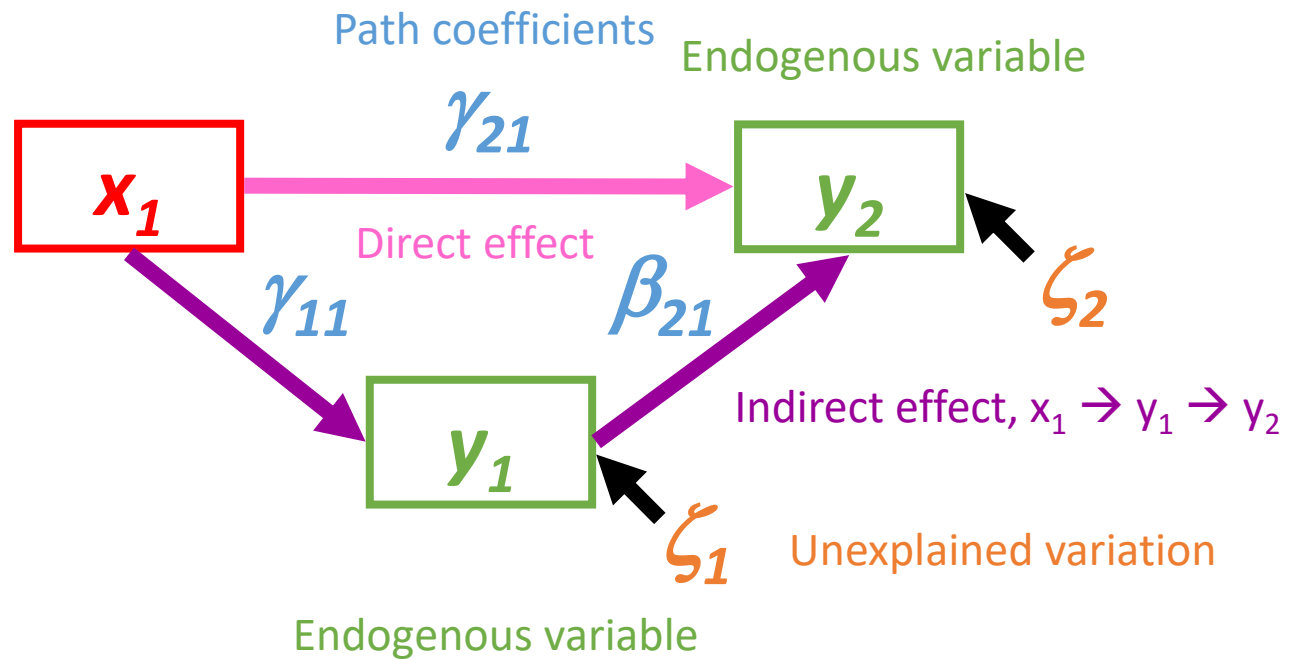 Path coefficients
Endogenous variable
γ21
x1
y2
Direct effect
γ11
β21
ζ2
Indirect effect, x1 → y1 → y2
y1
ζ1
Unexplained variation
Endogenous variable